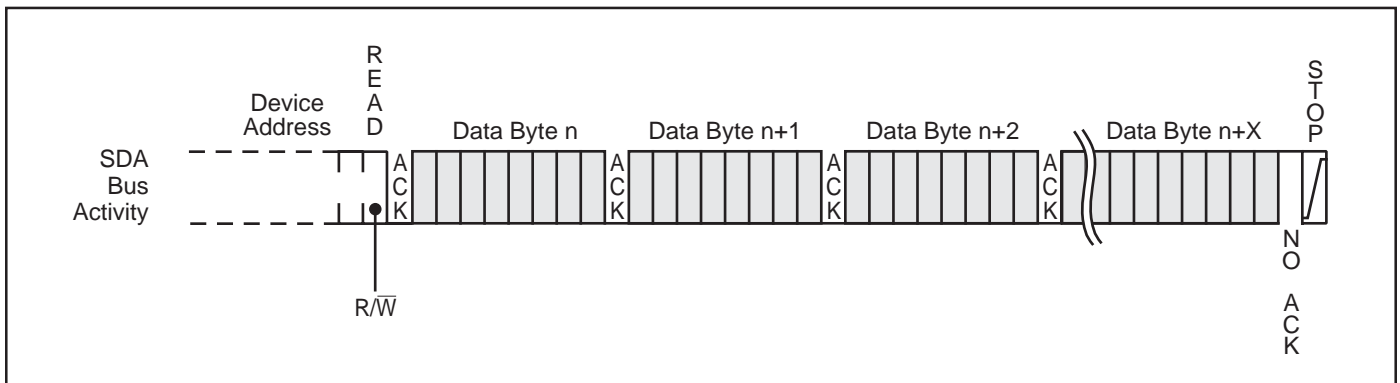 READ
STOP
Device
Address
Data Byte n
Data Byte n+1
Data Byte n+2
Data Byte n+X
SDA
Bus
Activity
ACK
ACK
ACK
ACK
R/W̅
NO ACK